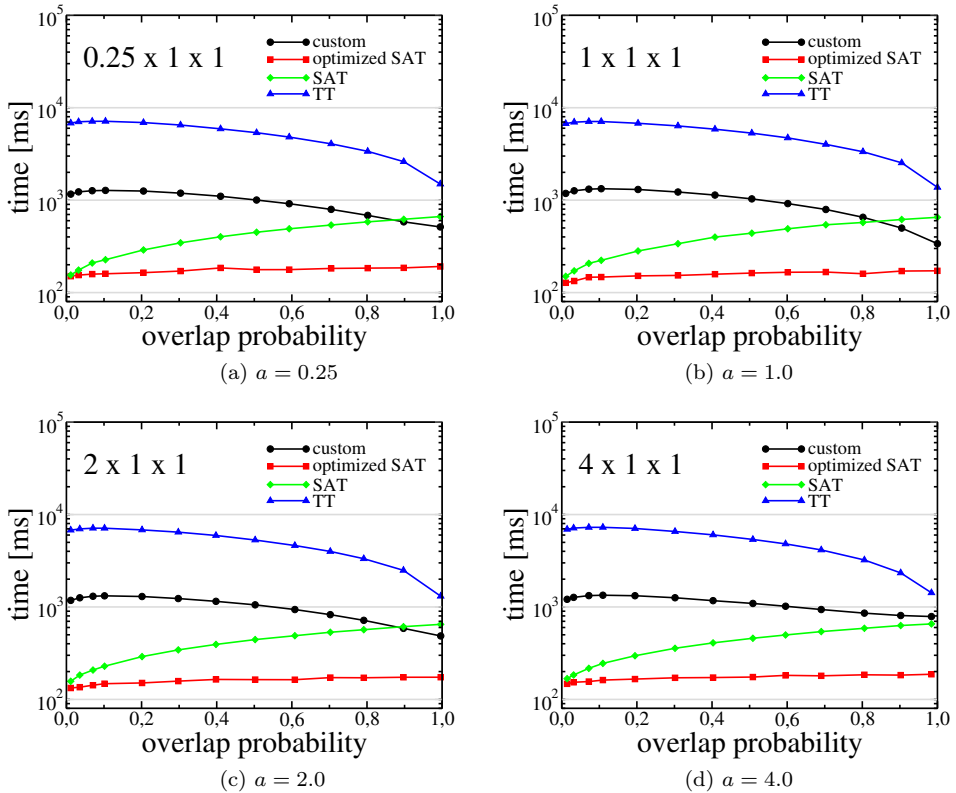 10^5
10^4
10^3
10^2
time [ms]
0.25 x 1 x 1
custom
optimized SAT
SAT
TT
0,0 0,2 0,4 0,6 0,8 1,0
overlap probability
(a) a = 0.25
10^5
10^4
10^3
10^2
time [ms]
1 x 1 x 1
custom
optimized SAT
SAT
TT
0,0 0,2 0,4 0,6 0,8 1,0
overlap probability
(b) a = 1.0
10^5
10^4
10^3
10^2
time [ms]
2 x 1 x 1
custom
optimized SAT
SAT
TT
0,0 0,2 0,4 0,6 0,8 1,0
overlap probability
(c) a = 2.0
10^5
10^4
10^3
10^2
time [ms]
4 x 1 x 1
custom
optimized SAT
SAT
TT
0,0 0,2 0,4 0,6 0,8 1,0
overlap probability
(d) a = 4.0